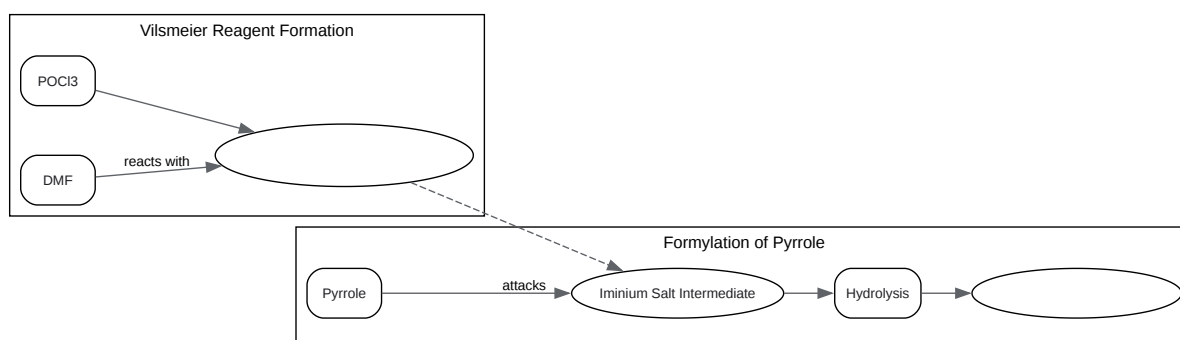 Vilsmeier Reagent Formation
POCl3
reacts with
DMF
Formylation of Pyrrole
Pyrrole
attacks
Iminium Salt Intermediate
Hydrolysis